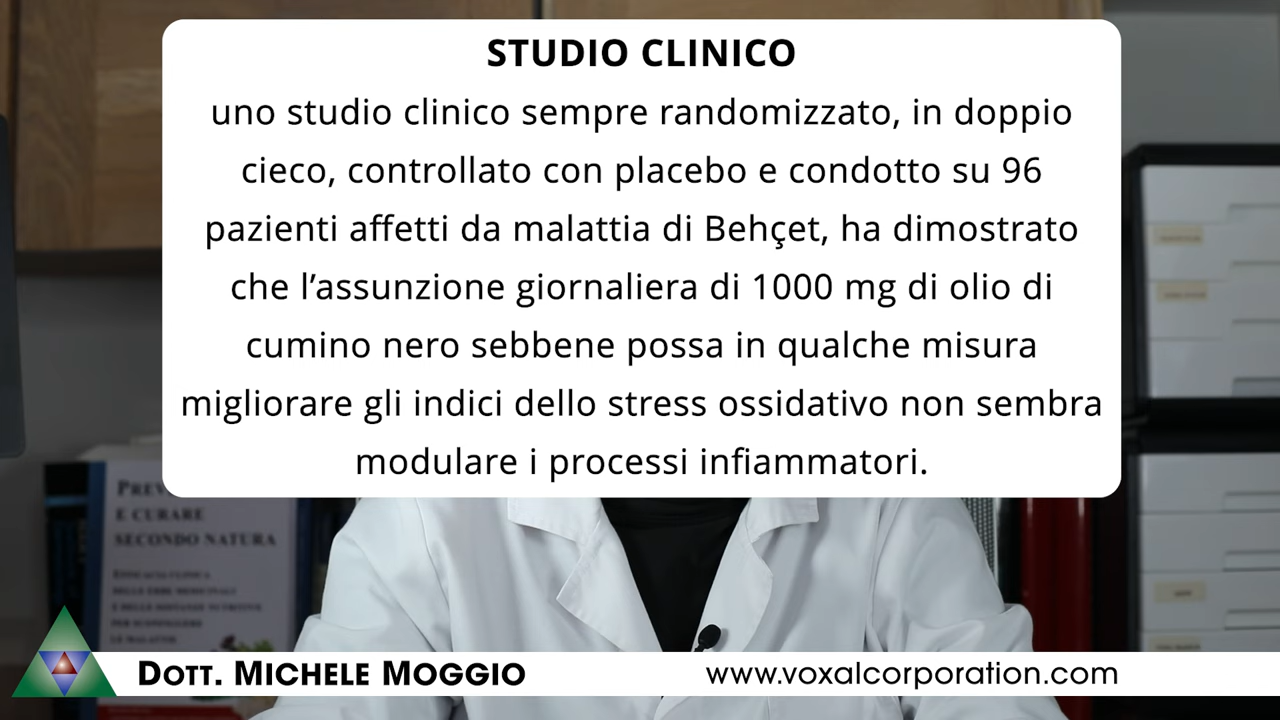 STUDIO CLINICO
uno studio clinico sempre randomizzato, in doppio
cieco, controllato con placebo e condotto su 96
pazienti affetti da malattia di Behçet, ha dimostrato
che l’assunzione giornaliera di 1000 mg di olio di
cumino nero sebbene possa in qualche misura
migliorare gli indici dello stress ossidativo non sembra
modulare i processi infiammatori.
E CURARE
SECONDO NATURA
DOTT. MICHELE MOGGIO
www.voxalcorporation.com